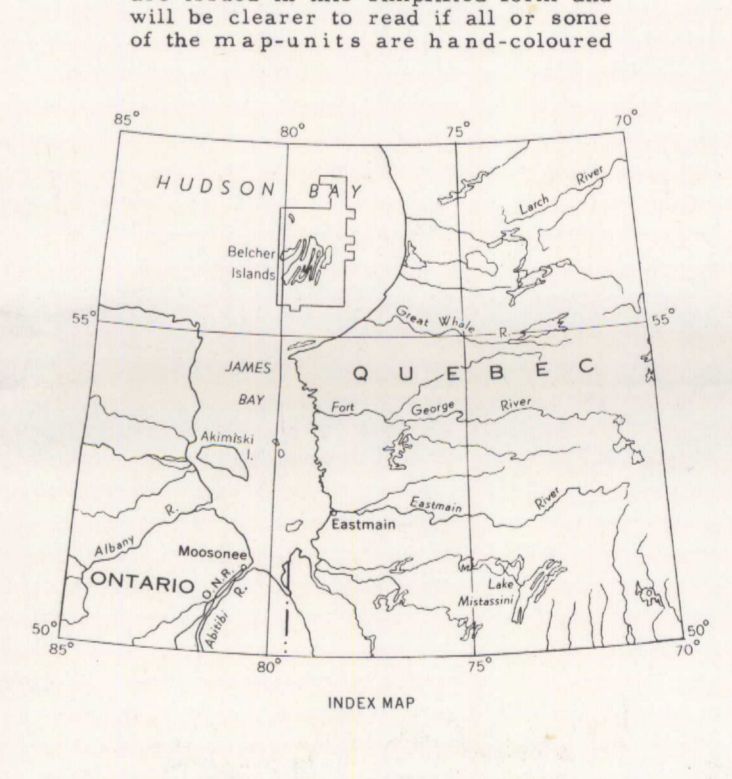 will be clearer to read if all or some
of the map-units are hand-coloured
85° 80° 75° 70°
HUDSON BAY
Larch River
Belcher
Islands
Great Whale R.
55° 55°
JAMES
BAY
QUEBEC
Fort George River
Akimiski
I.
Eastmain River
Eastmain
Albany R.
Moosonee
ONTARIO
O.N.R.
Abitibi R.
Lake
Mistassini
50° 50°
85° 80° 75° 70°
INDEX MAP